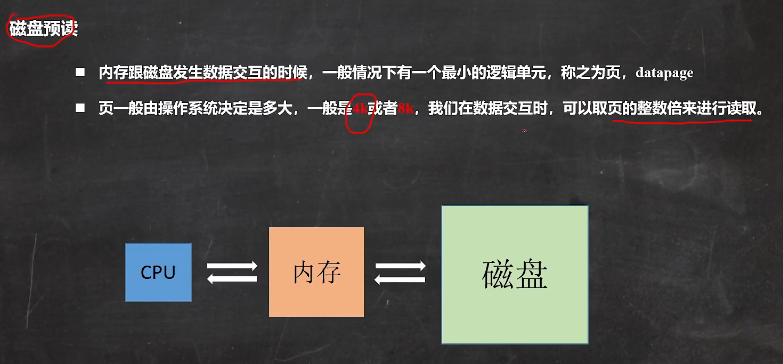 磁盘预读
■ 内存跟磁盘发生数据交互的时候，一般情况下有一个最小的逻辑单元，称之为页，datapage
■ 页一般由操作系统决定是多大，一般是4k或者8k，我们在数据交互时，可以取页的整数倍来进行读取。
CPU
内存
磁盘